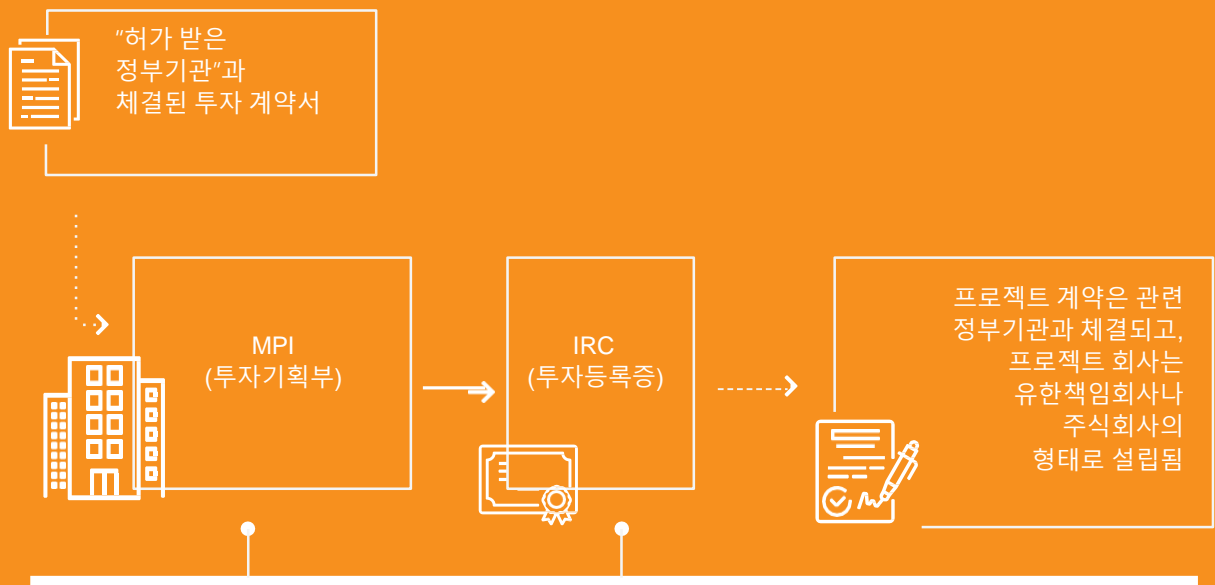 “허가 받은
정부기관”과
체결된 투자 계약서
MPI
(투자기획부)
IRC
(투자등록증)
프로젝트 계약은 관련
정부기관과 체결되고,
프로젝트 회사는
유한책임회사나
주식회사의
형태로 설립됨